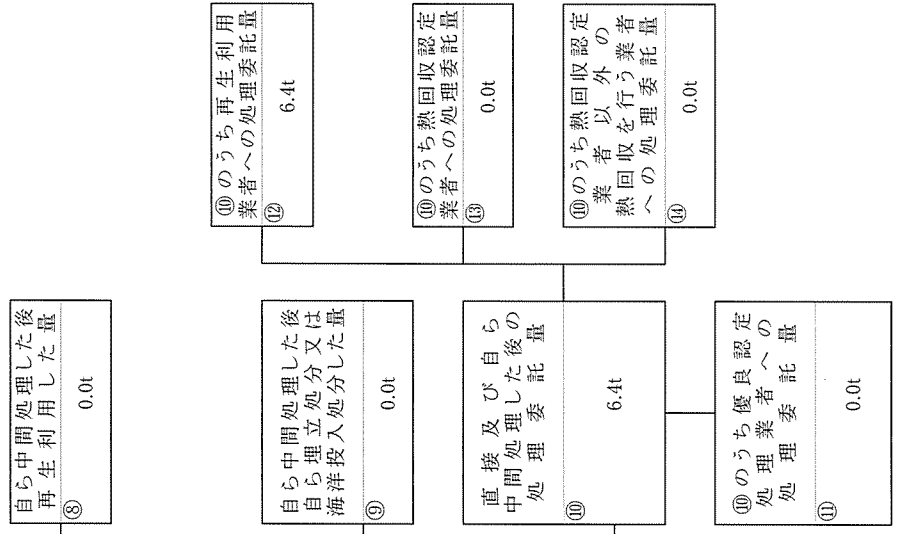 自ら中間処理した後
再生利用した量
⑧
0.0t
自ら中間処理した後
自ら埋立処分又は
海洋投入処分した量
⑨
0.0t
直接及び自ら
中間処理した後の
処理委託量
⑩
6.4t
⑩のうち優良認定
処理業者への
処理委託量
⑪
0.0t
⑩のうち再生利用
業者への処理委託量
⑫
6.4t
⑩のうち熱回収認定
業者への処理委託量
⑬
0.0t
⑩のうち熱回収認定
業者以外の
熱回収を行う業者
への処理委託量
⑭
0.0t